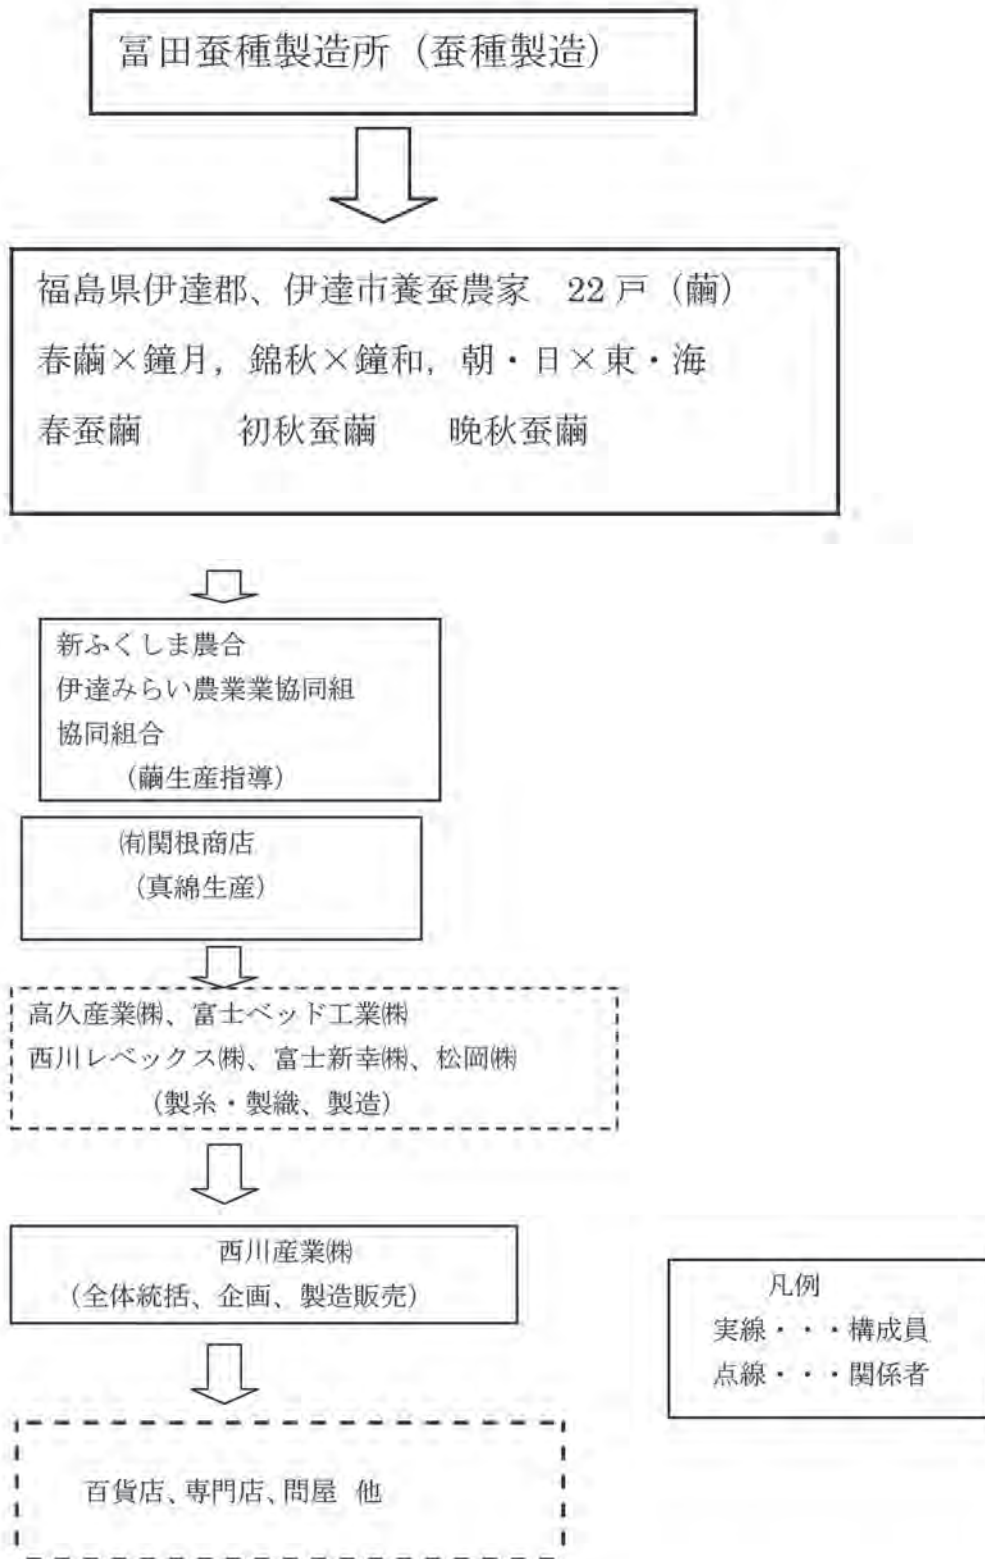 冨田蚕種製造所（蚕種製造）
福島県伊達郡、伊達市養蚕農家　22戸（繭）
春繭×鐘月，錦秋×鐘和，朝・日×東・海
春蚕繭　　　初秋蚕繭　　晩秋蚕繭
新ふくしま農合
伊達みらい農業業協同組
協同組合
（繭生産指導）
㈲関根商店
（真綿生産）
高久産業㈱、富士ベッド工業㈱
西川レベックス㈱、富士新幸㈱、松岡㈱
（製糸・製織、製造）
西川産業㈱
（全体統括、企画、製造販売）
凡例
実線・・・構成員
点線・・・関係者
百貨店、専門店、問屋 他